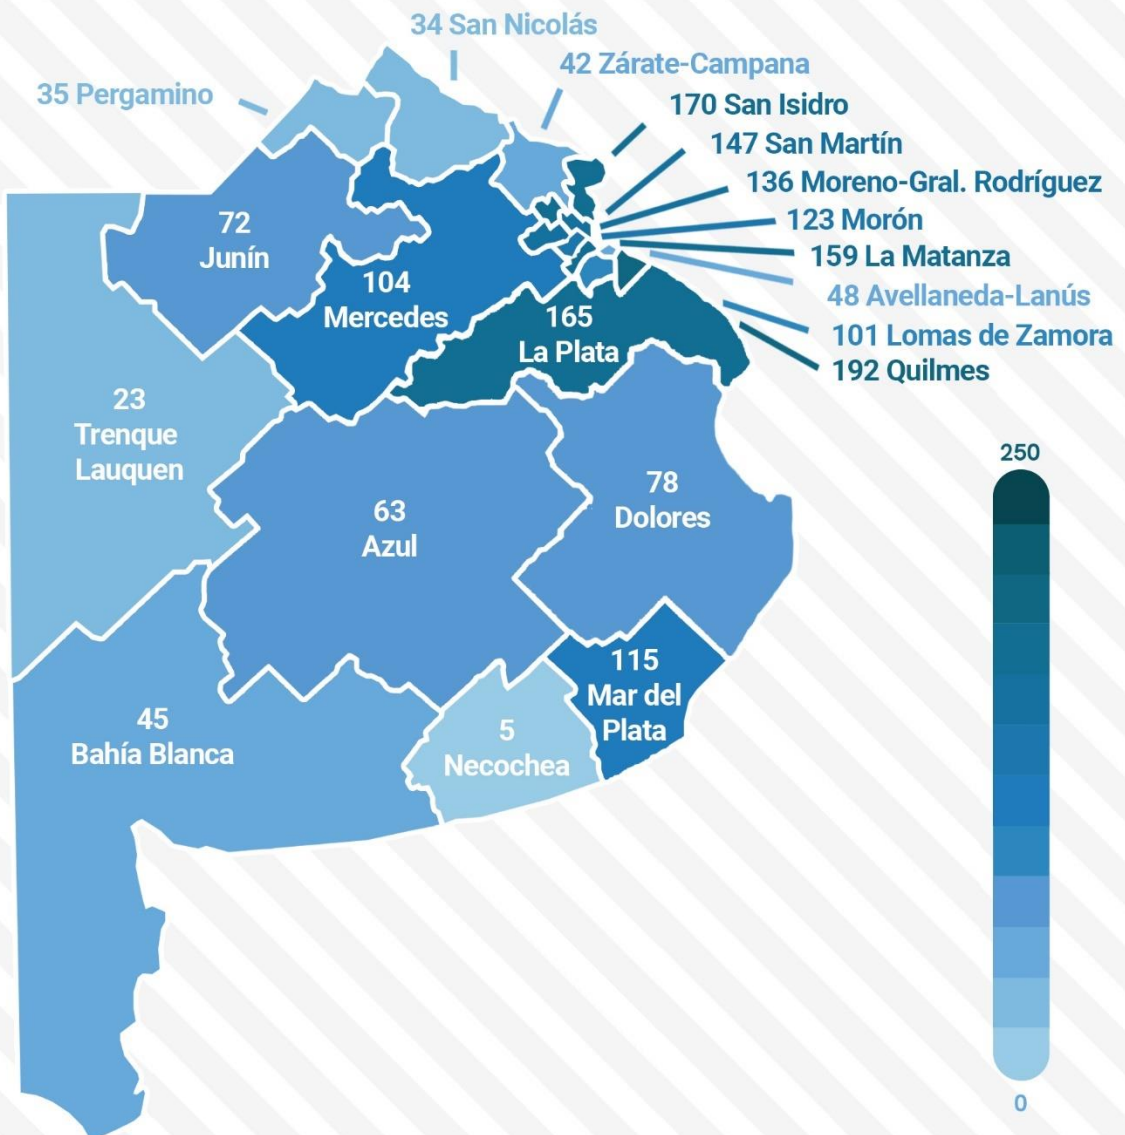 34 San Nicolás
42 Zárate-Campana
35 Pergamino
170 San Isidro
147 San Martín
136 Moreno-Gral. Rodríguez
123 Morón
159 La Matanza
48 Avellaneda-Lanús
101 Lomas de Zamora
192 Quilmes
72
Junín
104
Mercedes
165
La Plata
23
Trenque
Lauquen
63
Azul
78
Dolores
115
Mar del
Plata
5
Necochea
45
Bahía Blanca
250
0